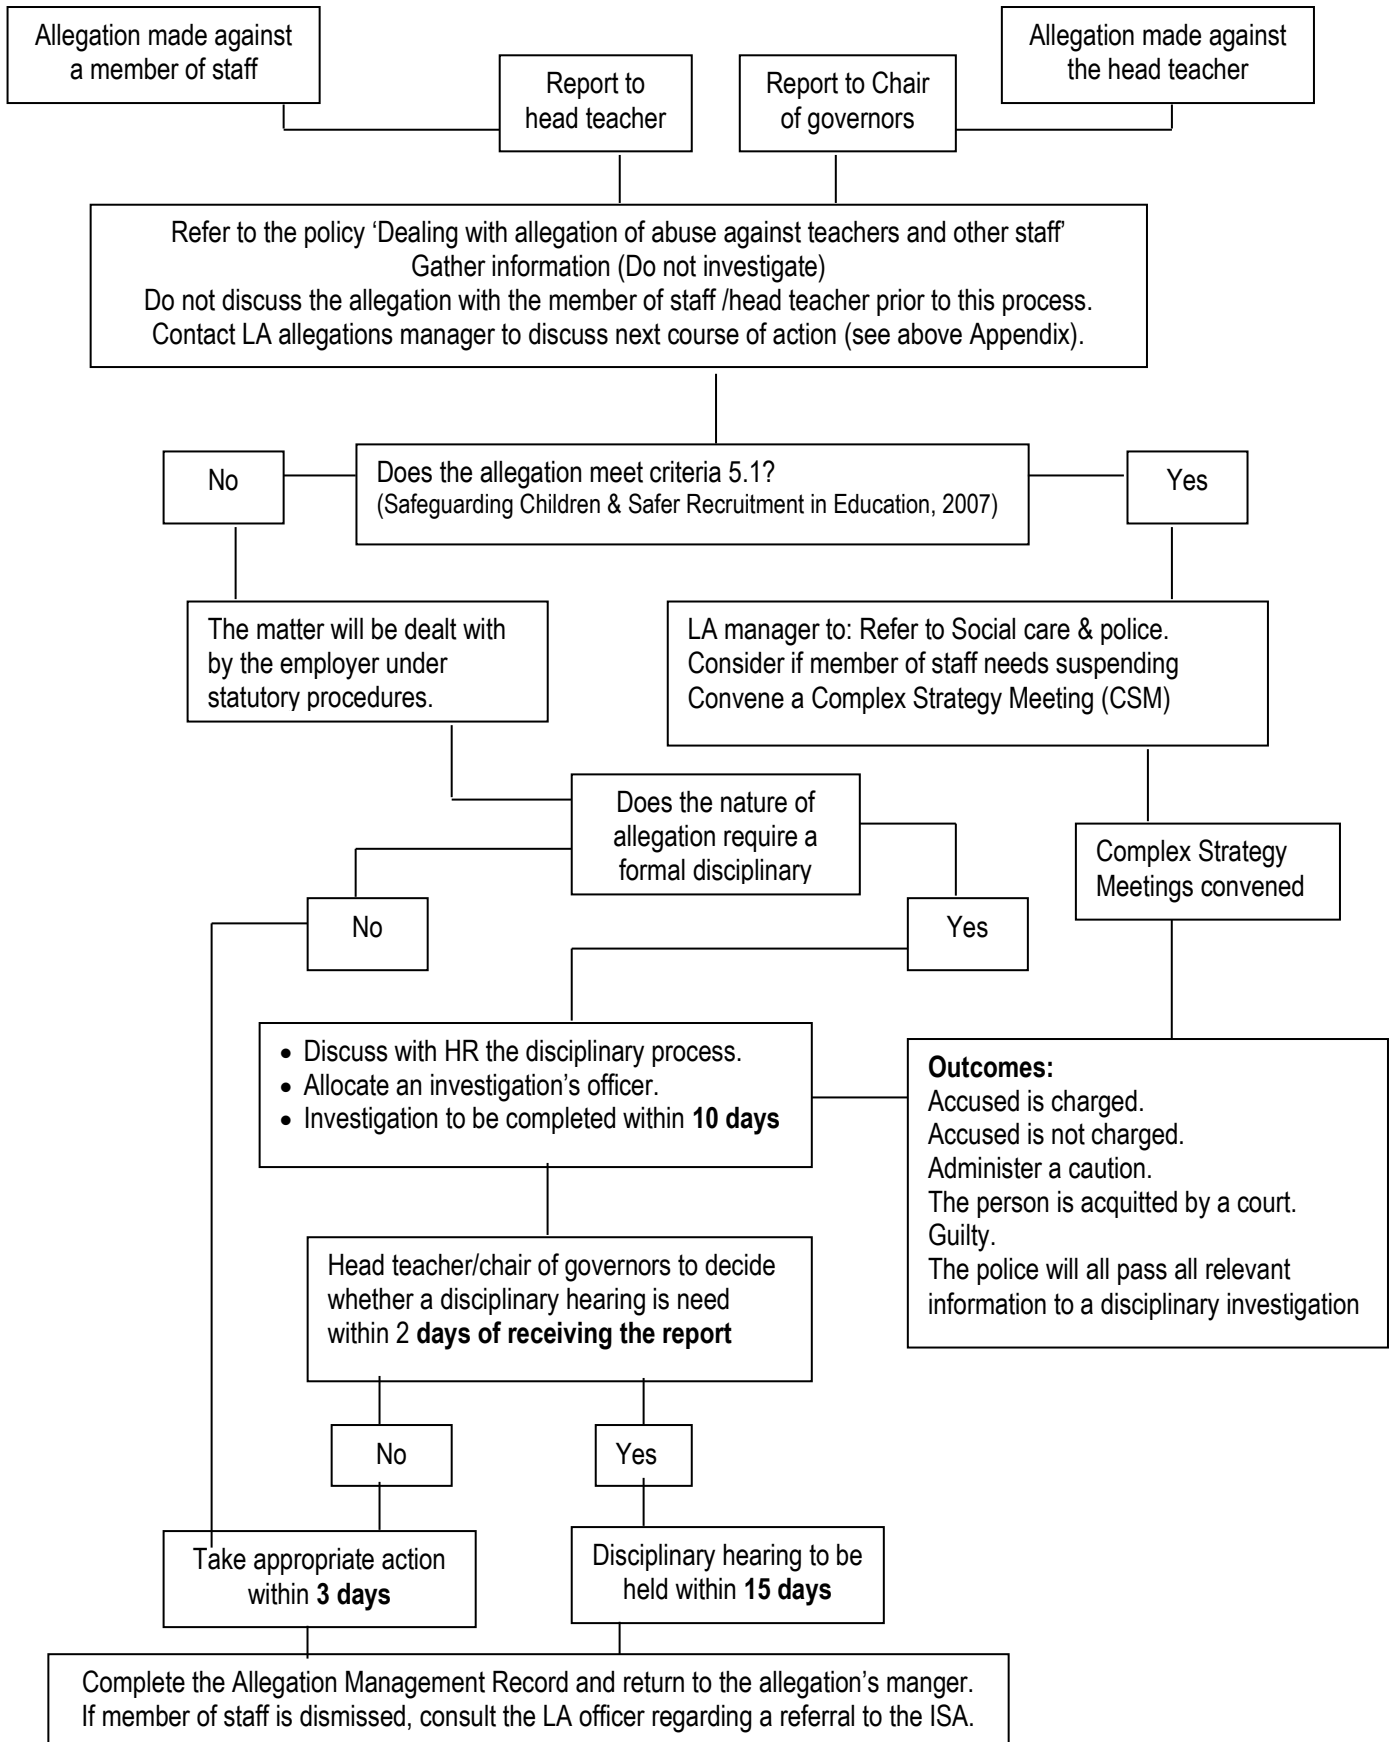 Allegation made against
a member of staff
Report to
head teacher
Report to Chair
of governors
Allegation made against
the head teacher
Refer to the policy ‘Dealing with allegation of abuse against teachers and other staff’
Gather information (Do not investigate)
Do not discuss the allegation with the member of staff /head teacher prior to this process.
Contact LA allegations manager to discuss next course of action (see above Appendix).
No
Does the allegation meet criteria 5.1?
(Safeguarding Children & Safer Recruitment in Education, 2007)
Yes
The matter will be dealt with
by the employer under
statutory procedures.
LA manager to: Refer to Social care & police.
Consider if member of staff needs suspending
Convene a Complex Strategy Meeting (CSM)
Does the nature of
allegation require a
formal disciplinary
Complex Strategy
Meetings convened
No
Yes
• Discuss with HR the disciplinary process.
• Allocate an investigation’s officer.
• Investigation to be completed within 10 days
Outcomes:
Accused is charged.
Accused is not charged.
Administer a caution.
The person is acquitted by a court.
Guilty.
The police will all pass all relevant
information to a disciplinary investigation
Head teacher/chair of governors to decide
whether a disciplinary hearing is need
within 2 days of receiving the report
No
Yes
Take appropriate action
within 3 days
Disciplinary hearing to be
held within 15 days
Complete the Allegation Management Record and return to the allegation’s manger.
If member of staff is dismissed, consult the LA officer regarding a referral to the ISA.